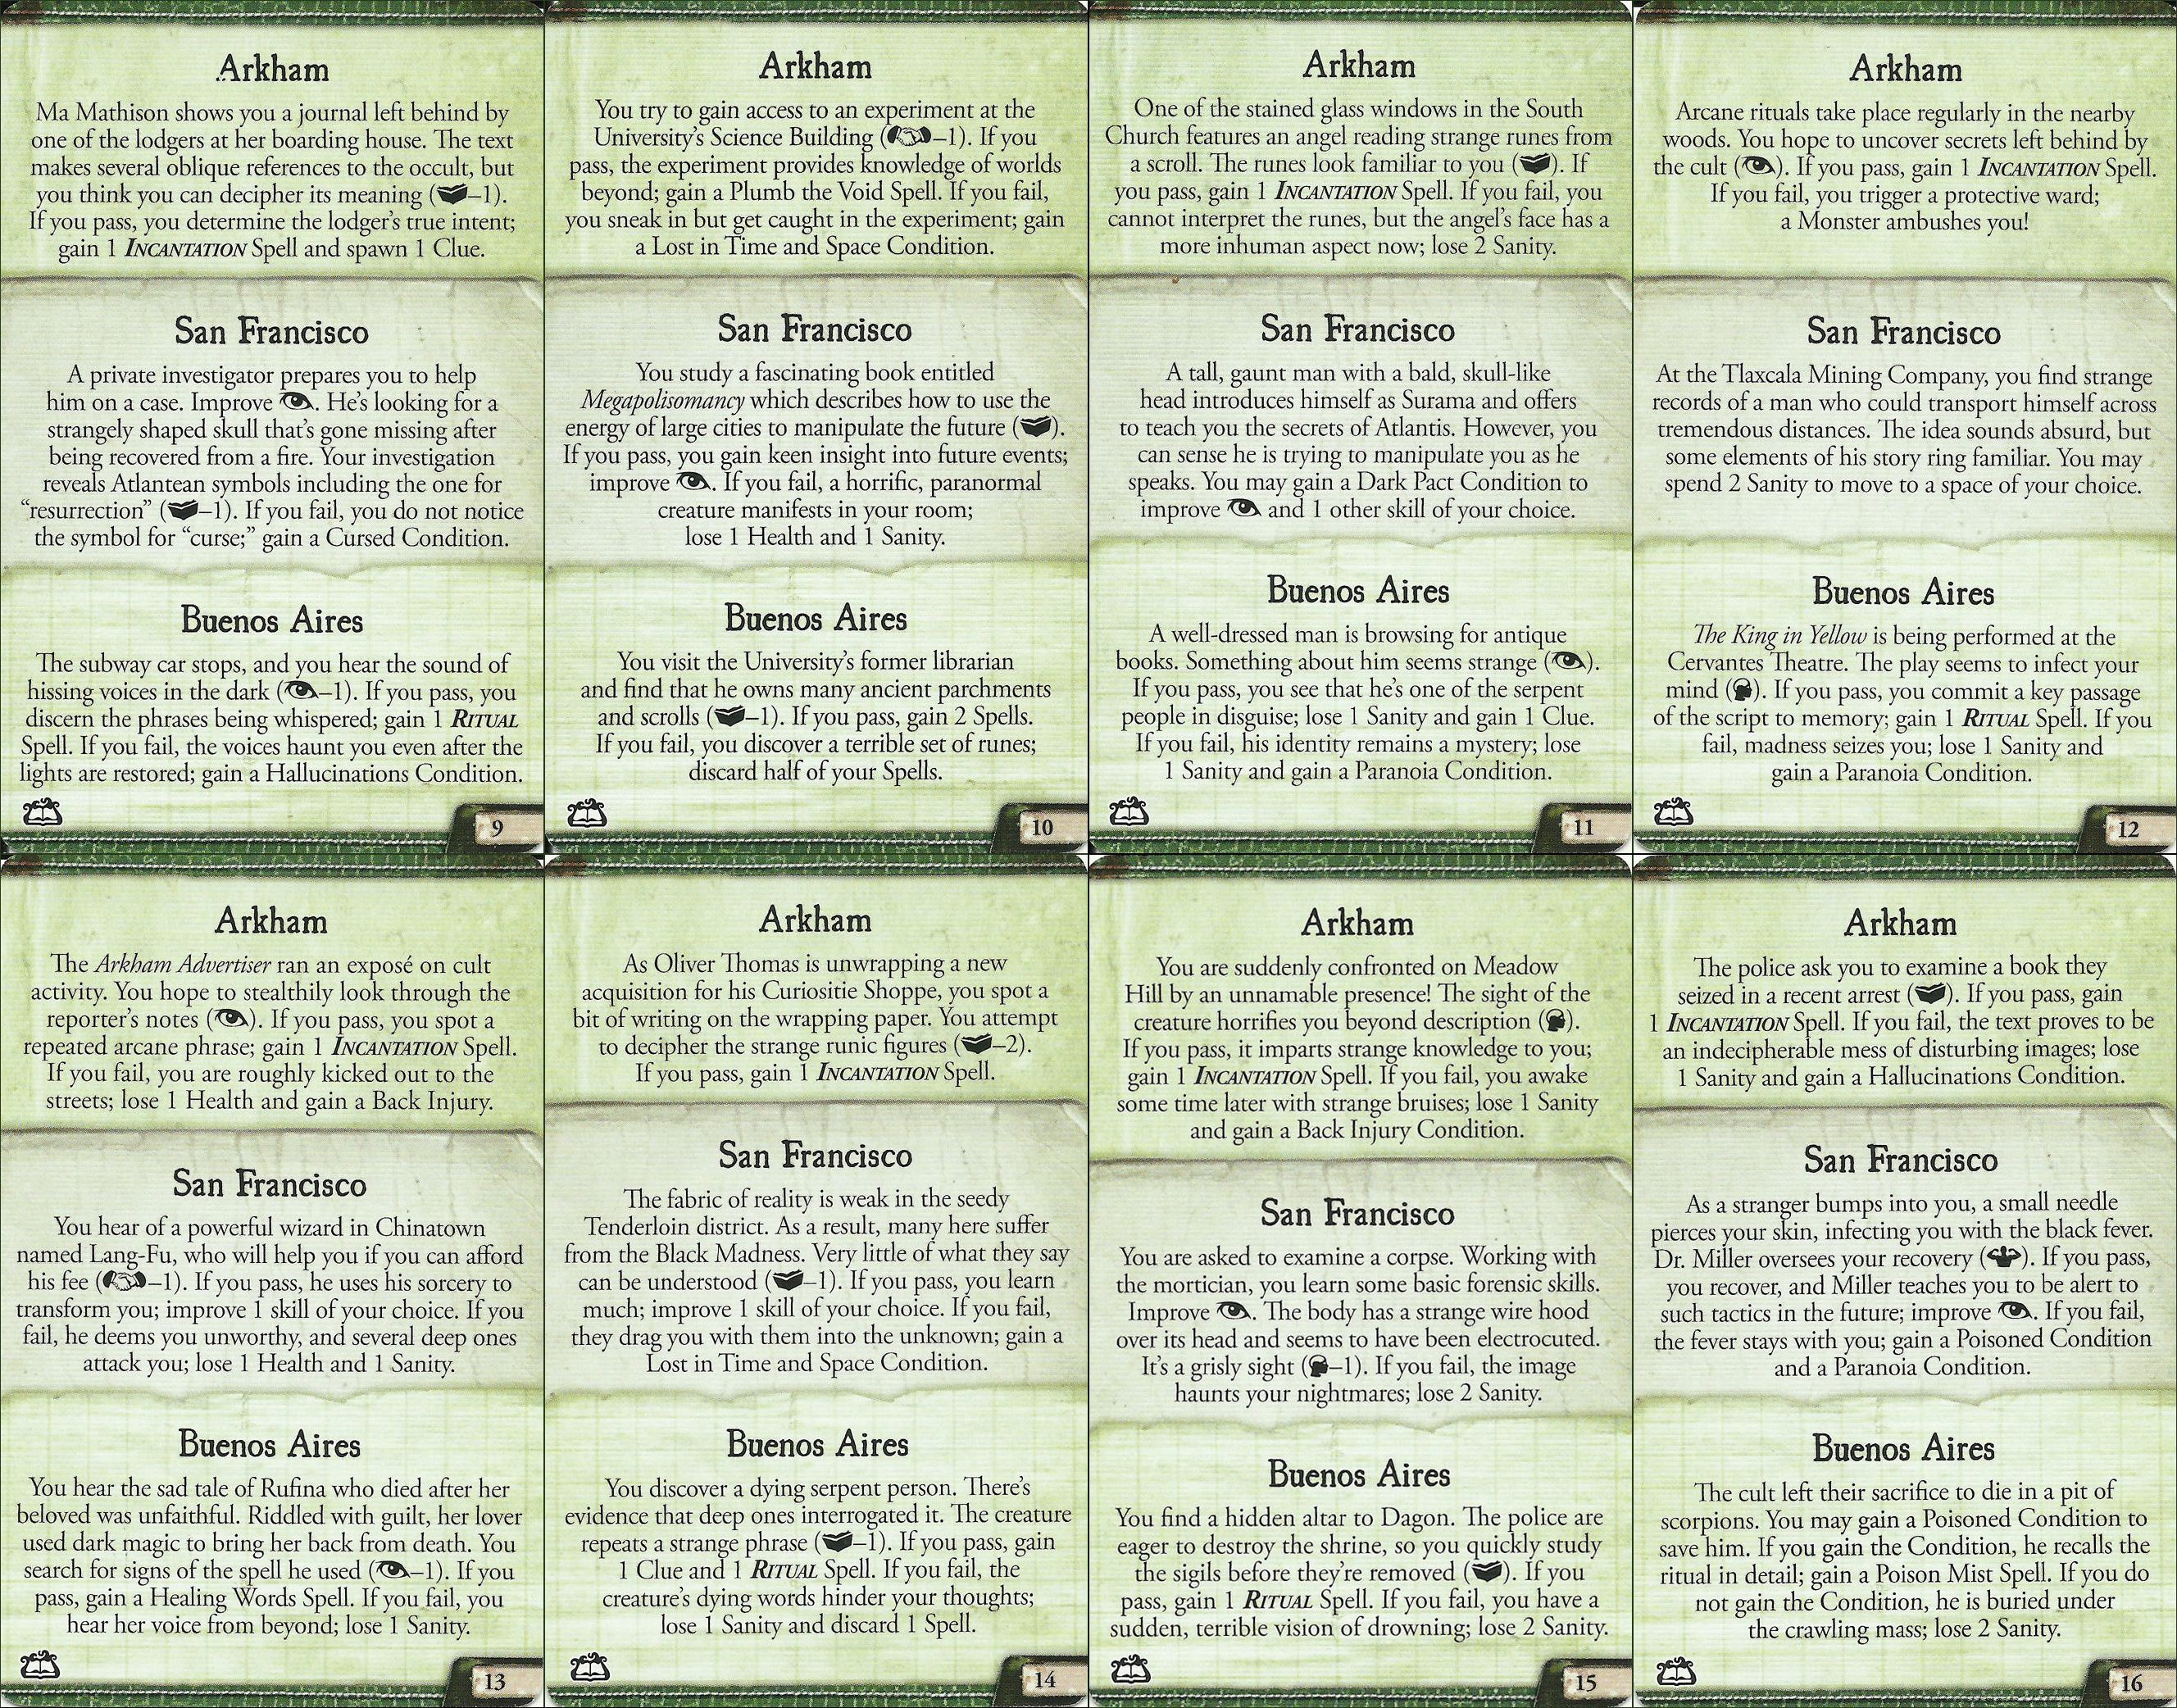 Arkham
Ma Mathison shows you a journal left behind by
one of the lodgers at her boarding house. The text
makes several oblique references to the occult, but
you think you can decipher its meaning (–1).
If you pass, you determine the lodger's true intent;
gain 1 INCANTATION Spell and spawn 1 Clue.
San Francisco
A private investigator prepares you to help
him on a case. Improve . He's looking for a
strangely shaped skull that's gone missing after
being recovered from a fire. Your investigation
reveals Atlantean symbols including the one for
“resurrection” (–1). If you fail, you do not notice
the symbol for “curse;” gain a Cursed Condition.
Buenos Aires
The subway car stops, and you hear the sound of
hissing voices in the dark (–1). If you pass, you
discern the phrases being whispered; gain 1 RITUAL
Spell. If you fail, the voices haunt you even after the
lights are restored; gain a Hallucinations Condition.
9
Arkham
You try to gain access to an experiment at the
University's Science Building (–1). If you
pass, the experiment provides knowledge of worlds
beyond; gain a Plumb the Void Spell. If you fail,
you sneak in but get caught in the experiment; gain
a Lost in Time and Space Condition.
San Francisco
You study a fascinating book entitled
Megapolisomancy which describes how to use the
energy of large cities to manipulate the future ().
If you pass, you gain keen insight into future events;
improve . If you fail, a horrific, paranormal
creature manifests in your room;
lose 1 Health and 1 Sanity.
Buenos Aires
You visit the University's former librarian
and find that he owns many ancient parchments
and scrolls (–1). If you pass, gain 2 Spells.
If you fail, you discover a terrible set of runes;
discard half of your Spells.
10
Arkham
One of the stained glass windows in the South
Church features an angel reading strange runes from
a scroll. The runes look familiar to you (). If
you pass, gain 1 INCANTATION Spell. If you fail, you
cannot interpret the runes, but the angel's face has a
more inhuman aspect now; lose 2 Sanity.
San Francisco
A tall, gaunt man with a bald, skull-like
head introduces himself as Surama and offers
to teach you the secrets of Atlantis. However, you
can sense he is trying to manipulate you as he
speaks. You may gain a Dark Pact Condition to
improve and 1 other skill of your choice.
Buenos Aires
A well-dressed man is browsing for antique
books. Something about him seems strange ().
If you pass, you see that he's one of the serpent
people in disguise; lose 1 Sanity and gain 1 Clue.
If you fail, his identity remains a mystery; lose
1 Sanity and gain a Paranoia Condition.
11
Arkham
Arcane rituals take place regularly in the nearby
woods. You hope to uncover secrets left behind by
the cult (). If you pass, gain 1 INCANTATION Spell.
If you fail, you trigger a protective ward;
a Monster ambushes you!
San Francisco
At the Tlaxcala Mining Company, you find strange
records of a man who could transport himself across
tremendous distances. The idea sounds absurd, but
some elements of his story ring familiar. You may
spend 2 Sanity to move to a space of your choice.
Buenos Aires
The King in Yellow is being performed at the
Cervantes Theatre. The play seems to infect your
mind (). If you pass, you commit a key passage
of the script to memory; gain 1 RITUAL Spell. If you
fail, madness seizes you; lose 1 Sanity and
gain a Paranoia Condition.
12
Arkham
The Arkham Advertiser ran an exposé on cult
activity. You hope to stealthily look through the
reporter's notes (). If you pass, you spot a
repeated arcane phrase; gain 1 INCANTATION Spell.
If you fail, you are roughly kicked out to the
streets; lose 1 Health and gain a Back Injury.
San Francisco
You hear of a powerful wizard in Chinatown
named Lang-Fu, who will help you if you can afford
his fee (–1). If you pass, he uses his sorcery to
transform you; improve 1 skill of your choice. If you
fail, he deems you unworthy, and several deep ones
attack you; lose 1 Health and 1 Sanity.
Buenos Aires
You hear the sad tale of Rufina who died after her
beloved was unfaithful. Riddled with guilt, her lover
used dark magic to bring her back from death. You
search for signs of the spell he used (–1). If you
pass, gain a Healing Words Spell. If you fail, you
hear her voice from beyond; lose 1 Sanity.
13
Arkham
As Oliver Thomas is unwrapping a new
acquisition for his Curiositie Shoppe, you spot a
bit of writing on the wrapping paper. You attempt
to decipher the strange runic figures (–2).
If you pass, gain 1 INCANTATION Spell.
San Francisco
The fabric of reality is weak in the seedy
Tenderloin district. As a result, many here suffer
from the Black Madness. Very little of what they say
can be understood (–1). If you pass, you learn
much; improve 1 skill of your choice. If you fail,
they drag you with them into the unknown; gain a
Lost in Time and Space Condition.
Buenos Aires
You discover a dying serpent person. There's
evidence that deep ones interrogated it. The creature
repeats a strange phrase (–1). If you pass, gain
1 Clue and 1 RITUAL Spell. If you fail, the
creature's dying words hinder your thoughts;
lose 1 Sanity and discard 1 Spell.
14
Arkham
You are suddenly confronted on Meadow
Hill by an unnamable presence! The sight of the
creature horrifies you beyond description ().
If you pass, it imparts strange knowledge to you;
gain 1 INCANTATION Spell. If you fail, you awake
some time later with strange bruises; lose 1 Sanity
and gain a Back Injury Condition.
San Francisco
You are asked to examine a corpse. Working with
the mortician, you learn some basic forensic skills.
Improve . The body has a strange wire hood
over its head and seems to have been electrocuted.
It's a grisly sight (–1). If you fail, the image
haunts your nightmares; lose 2 Sanity.
Buenos Aires
You find a hidden altar to Dagon. The police are
eager to destroy the shrine, so you quickly study
the sigils before they're removed (). If you
pass, gain 1 RITUAL Spell. If you fail, you have a
sudden, terrible vision of drowning; lose 2 Sanity.
15
Arkham
The police ask you to examine a book they
seized in a recent arrest (). If you pass, gain
1 INCANTATION Spell. If you fail, the text proves to be
an indecipherable mess of disturbing images; lose
1 Sanity and gain a Hallucinations Condition.
San Francisco
As a stranger bumps into you, a small needle
pierces your skin, infecting you with the black fever.
Dr. Miller oversees your recovery (). If you pass,
you recover, and Miller teaches you to be alert to
such tactics in the future; improve . If you fail,
the fever stays with you; gain a Poisoned Condition
and a Paranoia Condition.
Buenos Aires
The cult left their sacrifice to die in a pit of
scorpions. You may gain a Poisoned Condition to
save him. If you gain the Condition, he recalls the
ritual in detail; gain a Poison Mist Spell. If you do
not gain the Condition, he is buried under
the crawling mass; lose 2 Sanity.
16